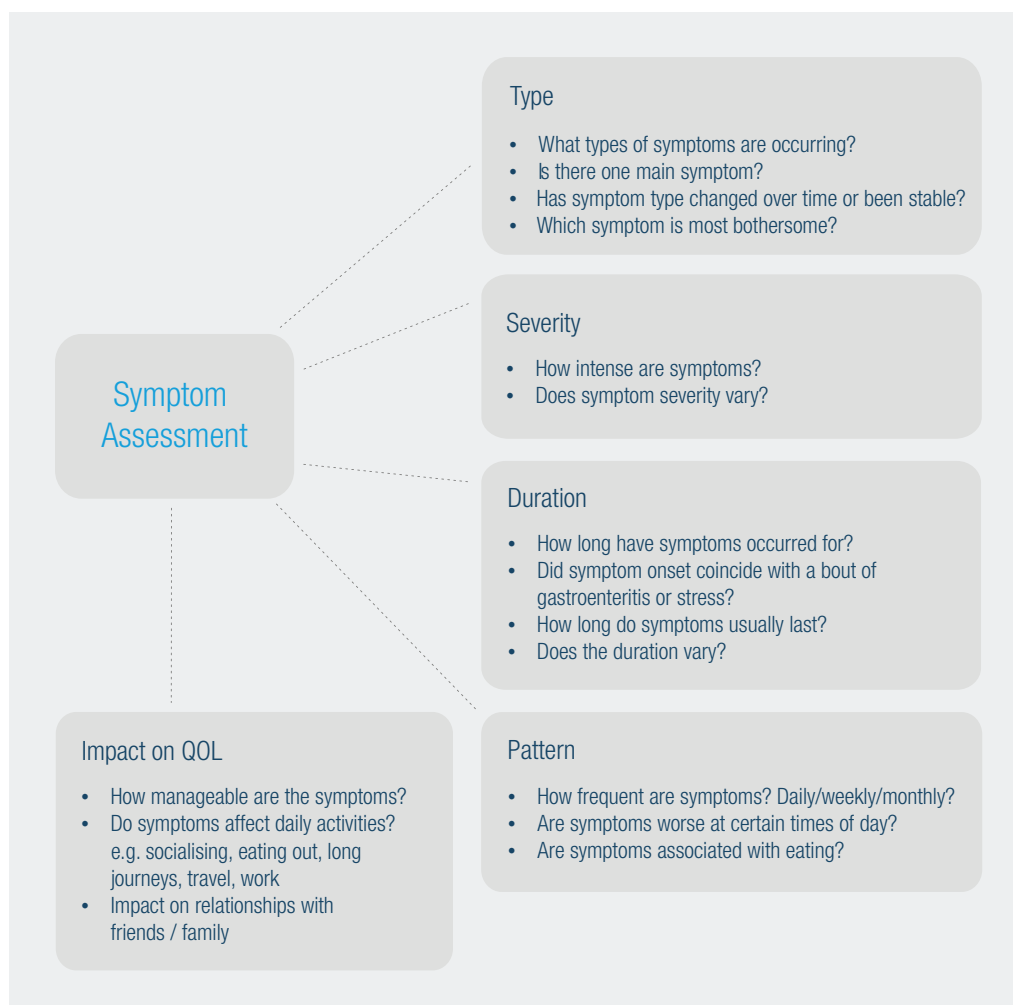 Symptom
Assessment
Type
• What types of symptoms are occurring?
• Is there one main symptom?
• Has symptom type changed over time or been stable?
• Which symptom is most bothersome?
Severity
• How intense are symptoms?
• Does symptom severity vary?
Duration
• How long have symptoms occurred for?
• Did symptom onset coincide with a bout of
gastroenteritis or stress?
• How long do symptoms usually last?
• Does the duration vary?
Pattern
• How frequent are symptoms? Daily/weekly/monthly?
• Are symptoms worse at certain times of day?
• Are symptoms associated with eating?
Impact on QOL
• How manageable are the symptoms?
• Do symptoms affect daily activities?
e.g. socialising, eating out, long
journeys, travel, work
• Impact on relationships with
friends / family